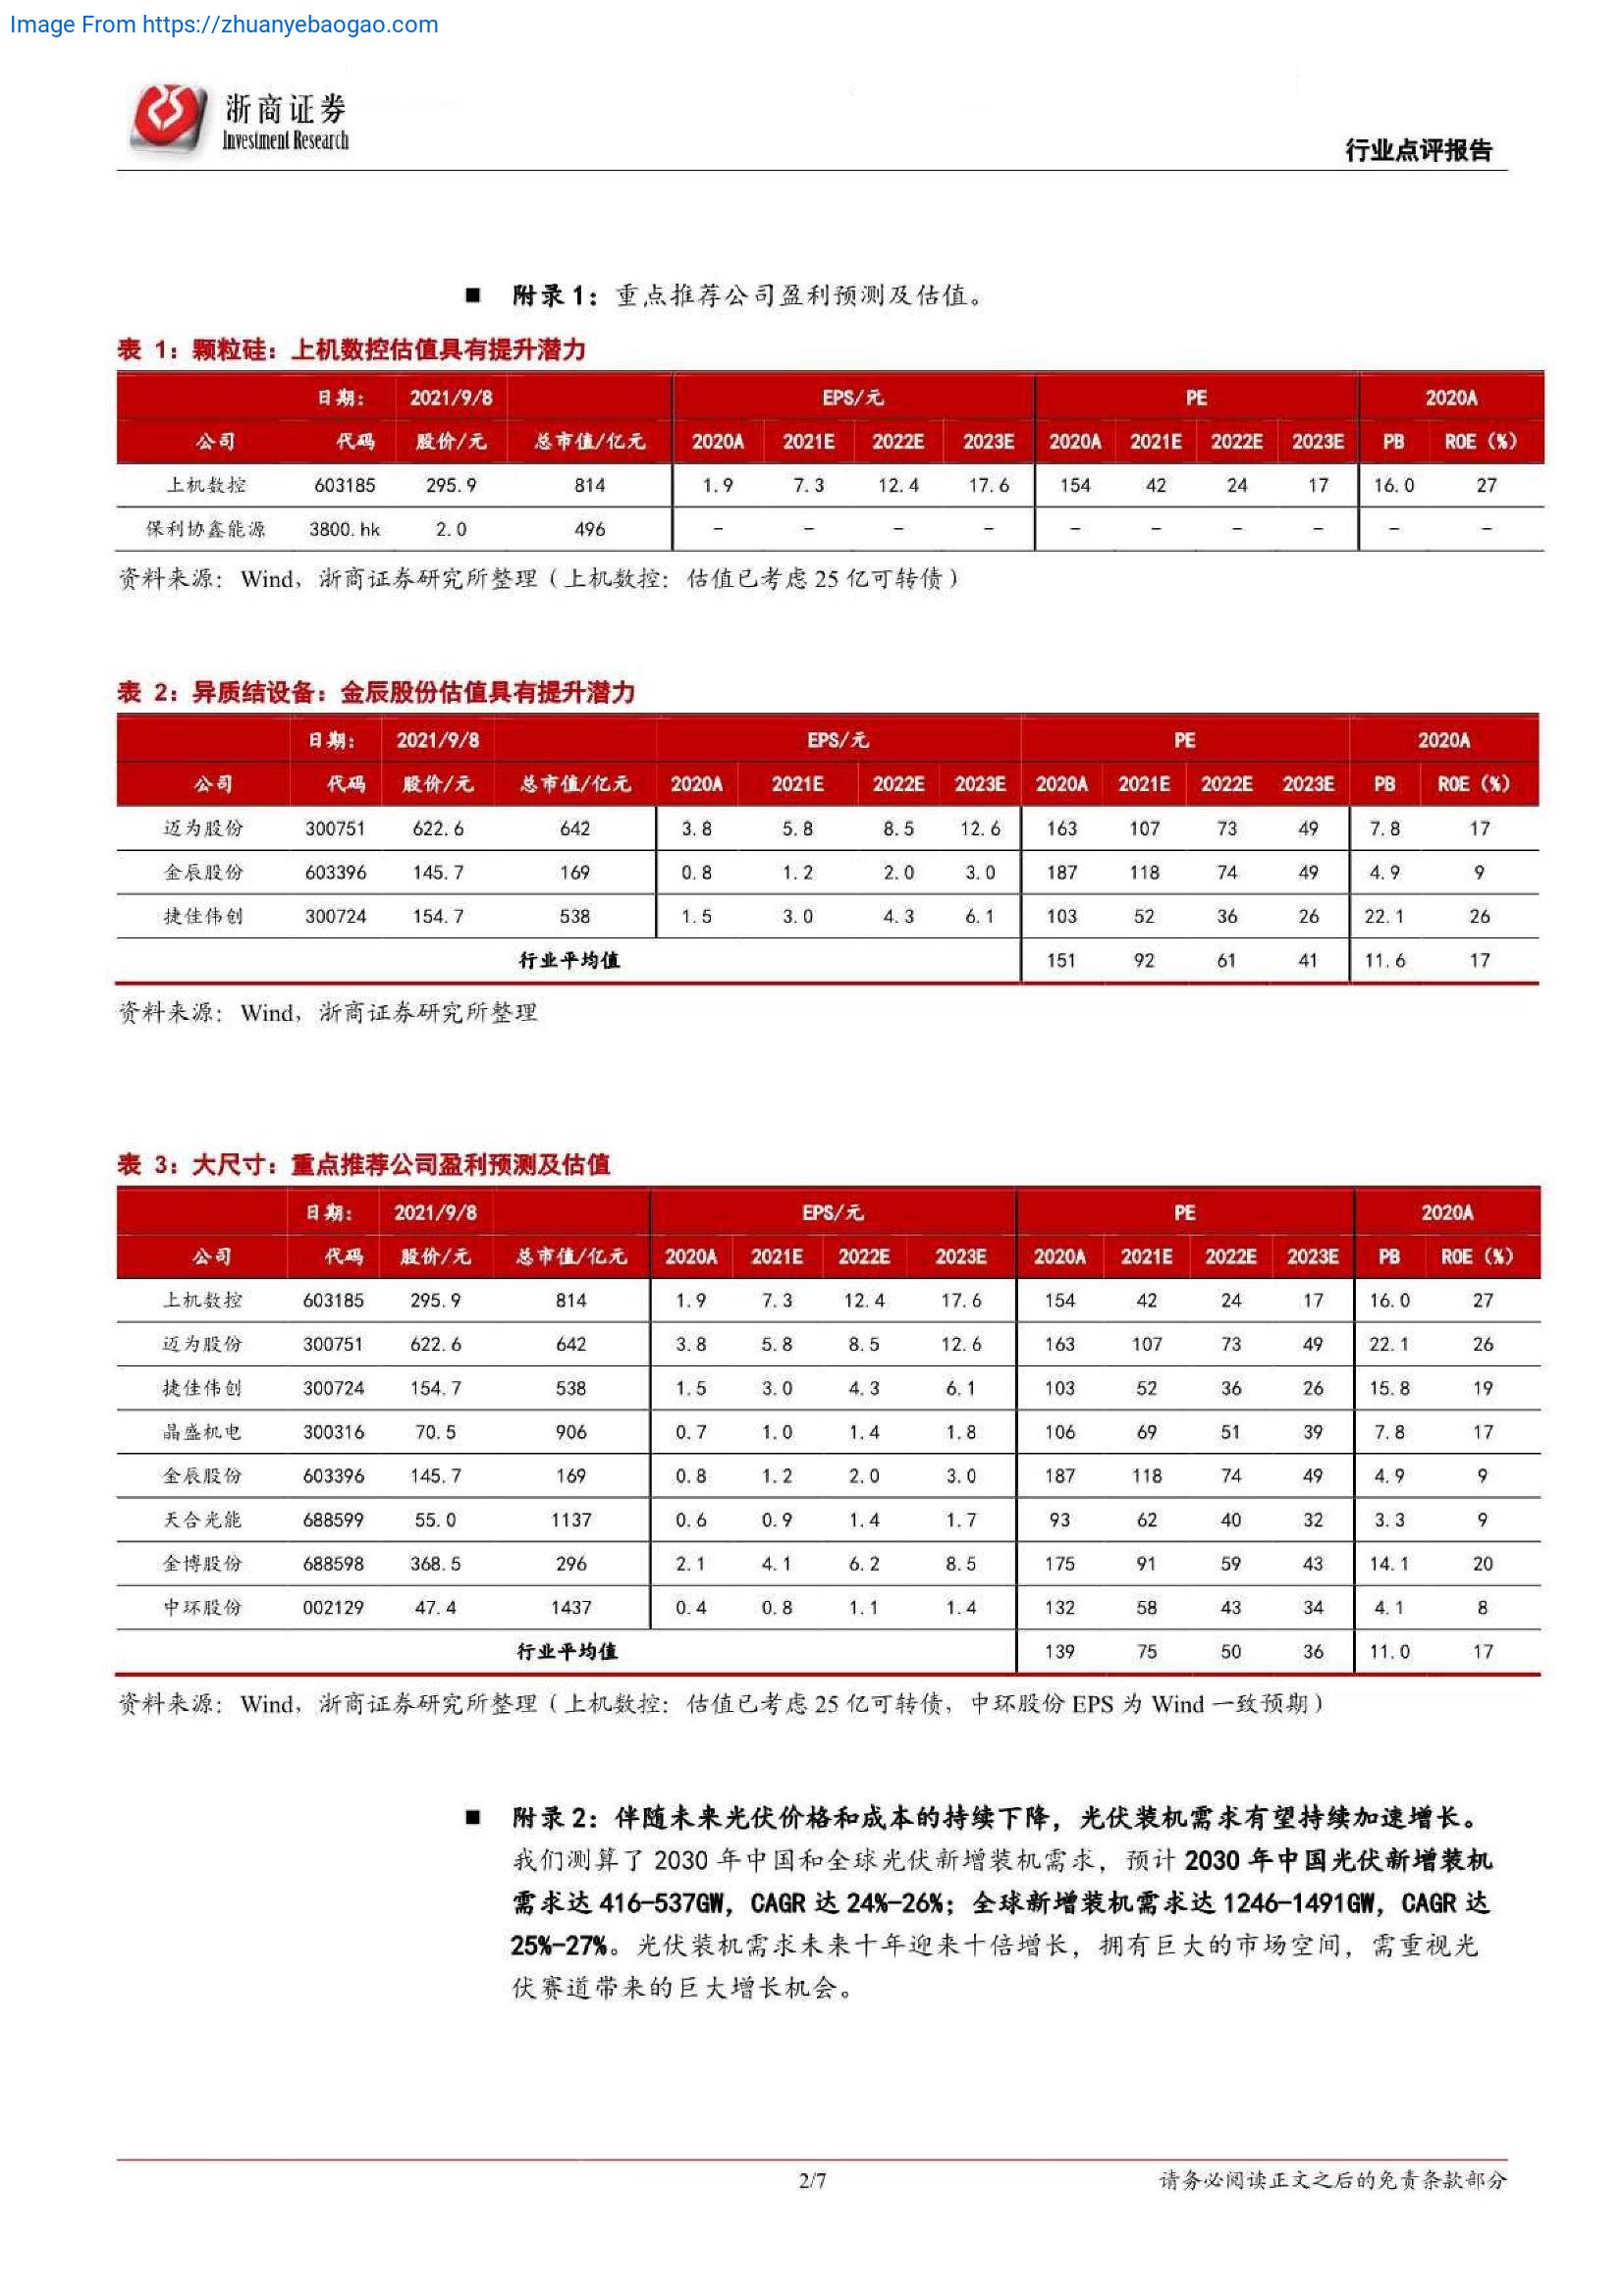 Image From https://zhuanyebaogao.com
浙商证券
Investment Research
行业点评报告
■ 附录1：重点推荐公司盈利预测及估值。
表 1：颗粒硅：上机数控估值具有提升潜力
日期： 2021/9/8 EPS/元 PE 2020A
公司 代码 股价/元 总市值/亿元 2020A 2021E 2022E 2023E 2020A 2021E 2022E 2023E PB ROE（%）
上机数控 603185 295.9 814 1.9 7.3 12.4 17.6 154 42 24 17 16.0 27
保利协鑫能源 3800.hk 2.0 496 - - - - - - - - - -
资料来源：Wind，浙商证券研究所整理（上机数控：估值已考虑25亿可转债）
表 2：异质结设备：金辰股份估值具有提升潜力
日期： 2021/9/8 EPS/元 PE 2020A
公司 代码 股价/元 总市值/亿元 2020A 2021E 2022E 2023E 2020A 2021E 2022E 2023E PB ROE（%）
迈为股份 300751 622.6 642 3.8 5.8 8.5 12.6 163 107 73 49 7.8 17
金辰股份 603396 145.7 169 0.8 1.2 2.0 3.0 187 118 74 49 4.9 9
捷佳伟创 300724 154.7 538 1.5 3.0 4.3 6.1 103 52 36 26 22.1 26
行业平均值 151 92 61 41 11.6 17
资料来源：Wind，浙商证券研究所整理
表 3：大尺寸：重点推荐公司盈利预测及估值
日期： 2021/9/8 EPS/元 PE 2020A
公司 代码 股价/元 总市值/亿元 2020A 2021E 2022E 2023E 2020A 2021E 2022E 2023E PB ROE（%）
上机数控 603185 295.9 814 1.9 7.3 12.4 17.6 154 42 24 17 16.0 27
迈为股份 300751 622.6 642 3.8 5.8 8.5 12.6 163 107 73 49 22.1 26
捷佳伟创 300724 154.7 538 1.5 3.0 4.3 6.1 103 52 36 26 15.8 19
晶盛机电 300316 70.5 906 0.7 1.0 1.4 1.8 106 69 51 39 7.8 17
金辰股份 603396 145.7 169 0.8 1.2 2.0 3.0 187 118 74 49 4.9 9
天合光能 688599 55.0 1137 0.6 0.9 1.4 1.7 93 62 40 32 3.3 9
金博股份 688598 368.5 296 2.1 4.1 6.2 8.5 175 91 59 43 14.1 20
中环股份 002129 47.4 1437 0.4 0.8 1.1 1.4 132 58 43 34 4.1 8
行业平均值 139 75 50 36 11.0 17
资料来源：Wind，浙商证券研究所整理（上机数控：估值已考虑25亿可转债，中环股份EPS为Wind一致预期）
■ 附录2：伴随未来光伏价格和成本的持续下降，光伏装机需求有望持续加速增长。
我们测算了2030年中国和全球光伏新增装机需求，预计2030年中国光伏新增装机
需求达416-537GW，CAGR达24%-26%；全球新增装机需求达1246-1491GW，CAGR达
25%-27%。光伏装机需求未来十年迎来十倍增长，拥有巨大的市场空间，需重视光
伏赛道带来的巨大增长机会。
2/7
请务必阅读正文之后的免责条款部分